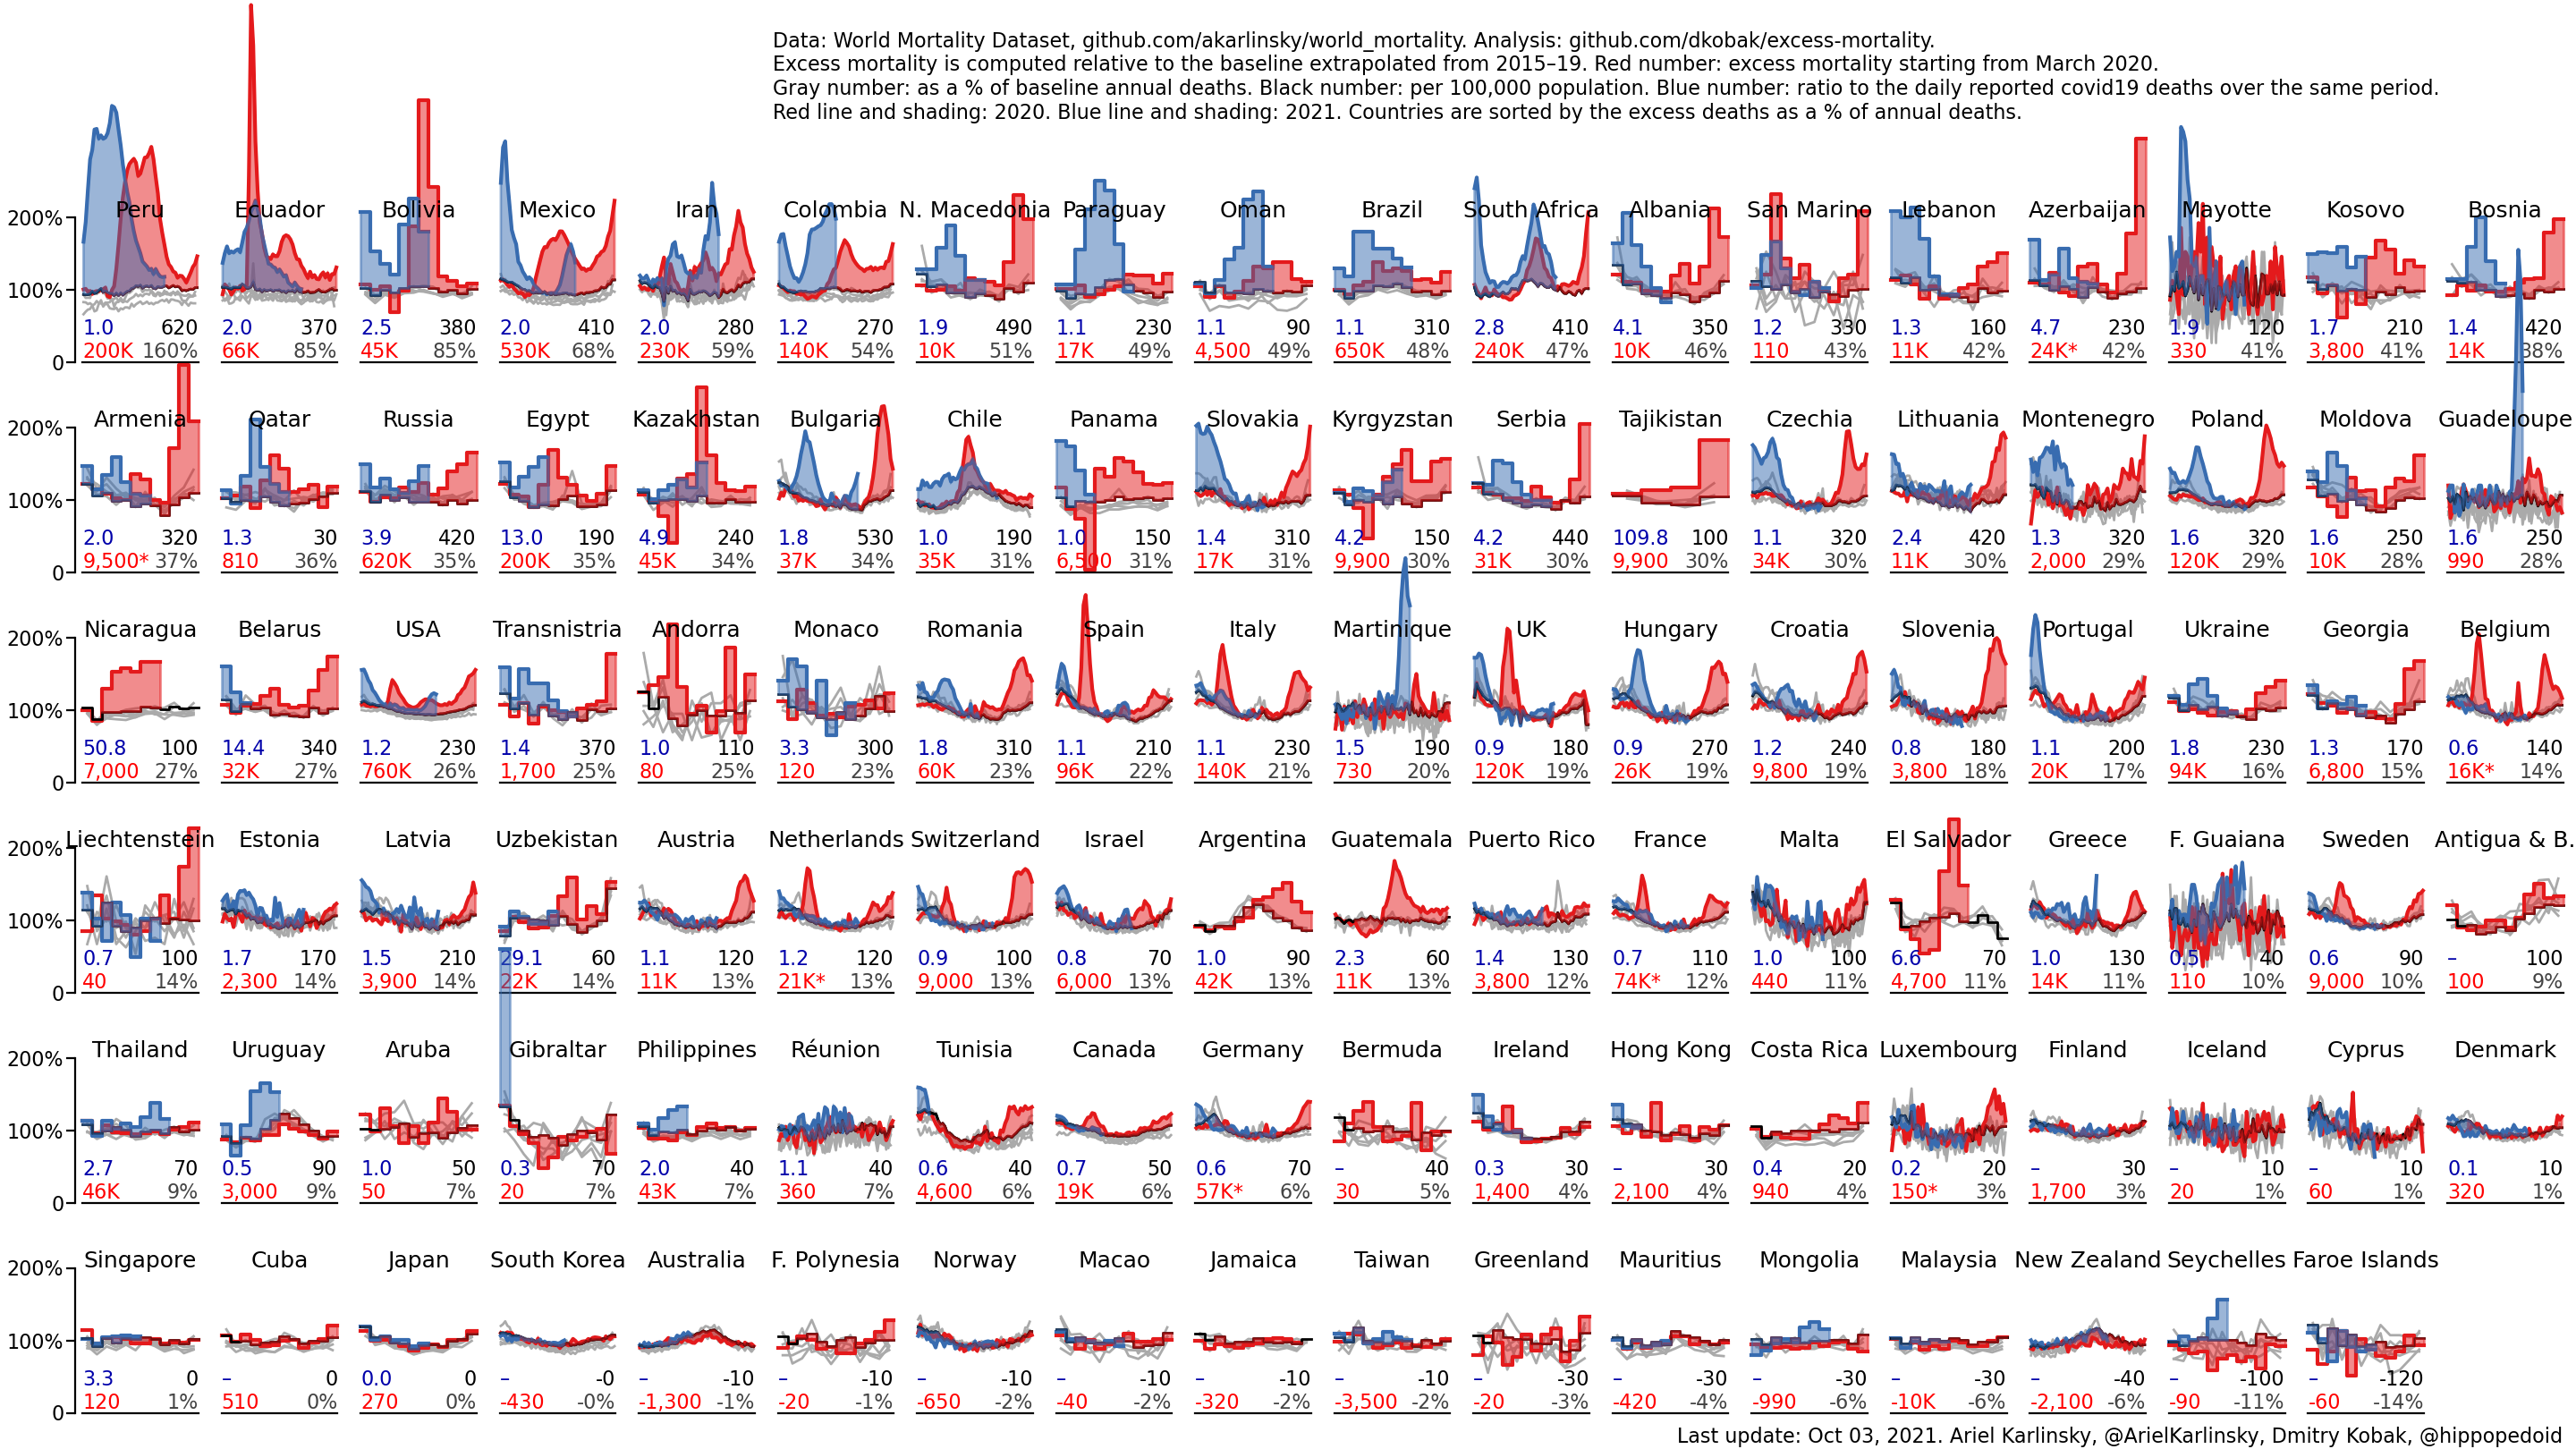 Data: World Mortality Dataset, github.com/akarlinsky/world_mortality. Analysis: github.com/dkobak/excess-mortality.
Excess mortality is computed relative to the baseline extrapolated from 2015–19. Red number: excess mortality starting from March 2020.
Gray number: as a % of baseline annual deaths. Black number: per 100,000 population. Blue number: ratio to the daily reported covid19 deaths over the same period.
Red line and shading: 2020. Blue line and shading: 2021. Countries are sorted by the excess deaths as a % of annual deaths.
200% Peru Ecuador Bolivia Mexico Iran Colombia N. Macedonia Paraguay Oman Brazil South Africa Albania San Marino Lebanon Azerbaijan Mayotte Kosovo Bosnia
100%
1.0 620 2.0 370 2.5 380 2.0 410 2.0 280 1.2 270 1.9 490 1.1 230 1.1 90 1.1 310 2.8 410 4.1 350 1.2 330 1.3 160 4.7 230 1.9 120 1.7 210 1.4 420
0 200K 160% 66K 85% 45K 85% 530K 68% 230K 59% 140K 54% 10K 51% 17K 49% 4,500 49% 650K 48% 240K 47% 10K 46% 110 43% 11K 42% 24K* 42% 330 41% 3,800 41% 14K 38%
200% Armenia Qatar Russia Egypt Kazakhstan Bulgaria Chile Panama Slovakia Kyrgyzstan Serbia Tajikistan Czechia Lithuania Montenegro Poland Moldova Guadeloupe
100%
2.0 320 1.3 30 3.9 420 13.0 190 4.9 240 1.8 530 1.0 190 1.0 150 1.4 310 4.2 150 4.2 440 109.8 100 1.1 320 2.4 420 1.3 320 1.6 320 1.6 250 1.6 250
0 9,500* 37% 810 36% 620K 35% 200K 35% 45K 34% 37K 34% 35K 31% 6,500 31% 17K 31% 9,900 30% 31K 30% 9,900 30% 34K 30% 11K 30% 2,000 29% 120K 29% 10K 28% 990 28%
200% Nicaragua Belarus USA Transnistria Andorra Monaco Romania Spain Italy Martinique UK Hungary Croatia Slovenia Portugal Ukraine Georgia Belgium
100%
50.8 100 14.4 340 1.2 230 1.4 370 1.0 110 3.3 300 1.8 310 1.1 210 1.1 230 1.5 190 0.9 180 0.9 270 1.2 240 0.8 180 1.1 200 1.8 230 1.3 170 0.6 140
0 7,000 27% 32K 27% 760K 26% 1,700 25% 80 25% 120 23% 60K 23% 96K 22% 140K 21% 730 20% 120K 19% 26K 19% 9,800 19% 3,800 18% 20K 17% 94K 16% 6,800 15% 16K* 14%
200% Liechtenstein Estonia Latvia Uzbekistan Austria Netherlands Switzerland Israel Argentina Guatemala Puerto Rico France Malta El Salvador Greece F. Guaiana Sweden Antigua & B.
100%
0.7 100 1.7 170 1.5 210 29.1 60 1.1 120 1.2 120 0.9 100 0.8 70 1.0 90 2.3 60 1.4 130 0.7 110 1.0 100 6.6 70 1.0 130 0.5 40 0.6 90 – 100
0 40 14% 2,300 14% 3,900 14% 22K 14% 11K 13% 21K* 13% 9,000 13% 6,000 13% 42K 13% 11K 13% 3,800 12% 74K* 12% 440 11% 4,700 11% 14K 11% 110 10% 9,000 10% 100 9%
200% Thailand Uruguay Aruba Gibraltar Philippines Réunion Tunisia Canada Germany Bermuda Ireland Hong Kong Costa Rica Luxembourg Finland Iceland Cyprus Denmark
100%
2.7 70 0.5 90 1.0 50 0.3 70 2.0 40 1.1 40 0.6 40 0.7 50 0.6 70 – 40 0.3 30 – 30 0.4 20 0.2 20 – 30 – 10 – 10 0.1 10
0 46K 9% 3,000 9% 50 7% 20 7% 43K 7% 360 7% 4,600 6% 19K 6% 57K* 6% 30 5% 1,400 4% 2,100 4% 940 4% 150* 3% 1,700 3% 20 1% 60 1% 320 1%
200% Singapore Cuba Japan South Korea Australia F. Polynesia Norway Macao Jamaica Taiwan Greenland Mauritius Mongolia Malaysia New Zealand Seychelles Faroe Islands
100%
3.3 0 – 0 0.0 0 – -0 – -10 – -10 – -10 – -10 – -10 – -10 – -30 – -30 – -30 – -30 – -40 – -100 – -120
0 120 1% 510 0% 270 0% -430 -0% -1,300 -1% -20 -1% -650 -2% -40 -2% -320 -2% -3,500 -2% -20 -3% -420 -4% -990 -6% -10K -6% -2,100 -6% -90 -11% -60 -14%
Last update: Oct 03, 2021. Ariel Karlinsky, @ArielKarlinsky, Dmitry Kobak, @hippopedoid